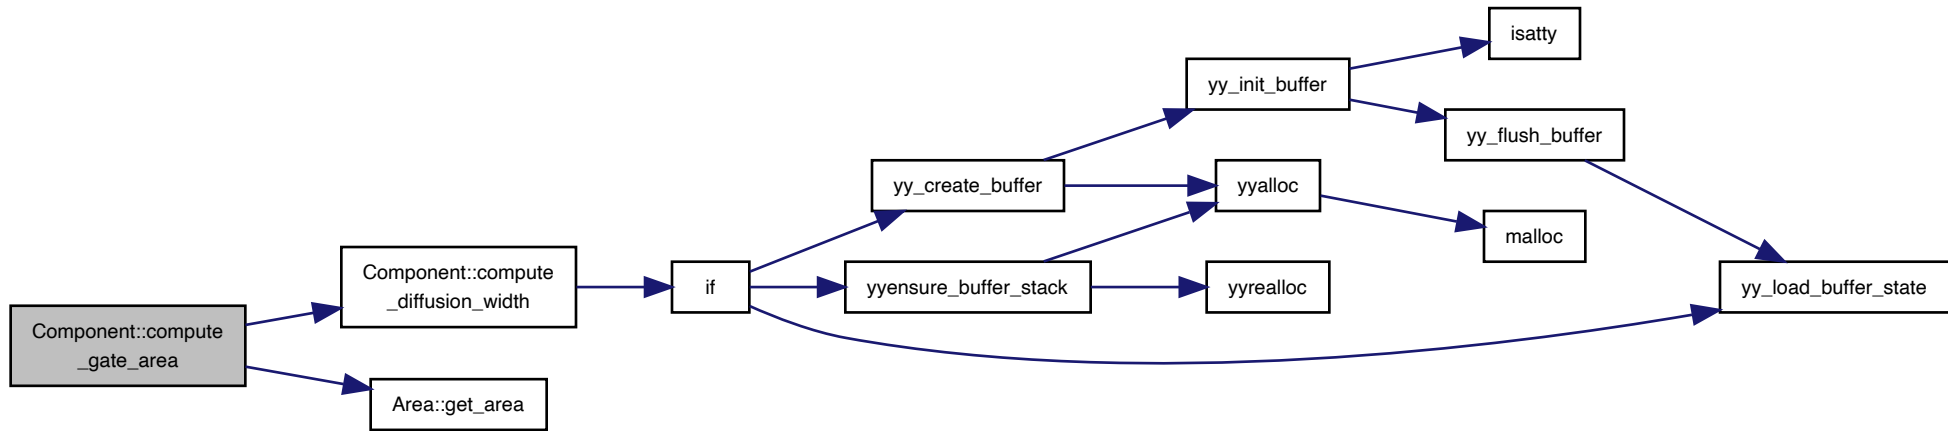 Component::compute
_gate_area
Component::compute
_diffusion_width
Area::get_area
if
yy_create_buffer
yyensure_buffer_stack
yy_init_buffer
yyalloc
yyrealloc
isatty
yy_flush_buffer
malloc
yy_load_buffer_state